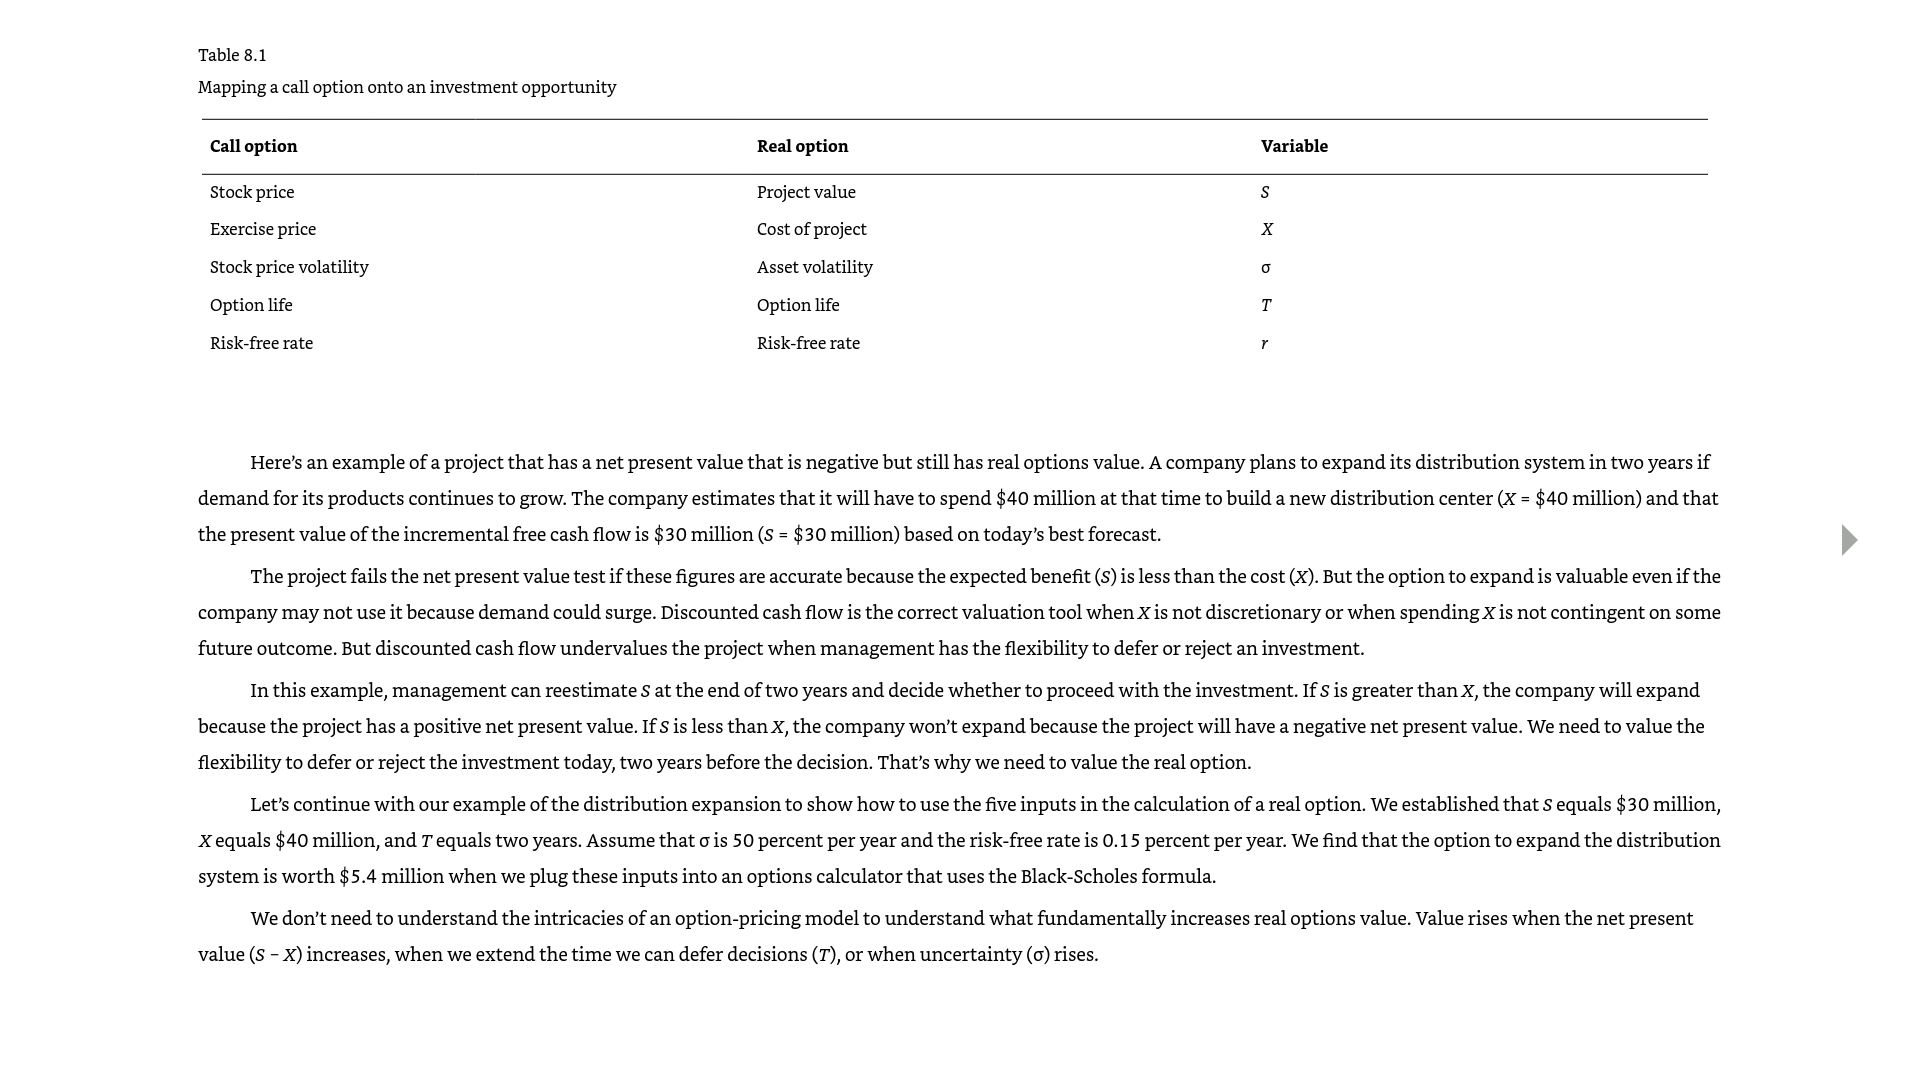 Table 8.1
Mapping a call option onto an investment opportunity
Call option Real option Variable
Stock price Project value S
Exercise price Cost of project X
Stock price volatility Asset volatility σ
Option life Option life T
Risk-free rate Risk-free rate r
Here’s an example of a project that has a net present value that is negative but still has real options value. A company plans to expand its distribution system in two years if
demand for its products continues to grow. The company estimates that it will have to spend $40 million at that time to build a new distribution center (X = $40 million) and that
the present value of the incremental free cash flow is $30 million (S = $30 million) based on today’s best forecast.
The project fails the net present value test if these figures are accurate because the expected benefit (S) is less than the cost (X). But the option to expand is valuable even if the
company may not use it because demand could surge. Discounted cash flow is the correct valuation tool when X is not discretionary or when spending X is not contingent on some
future outcome. But discounted cash flow undervalues the project when management has the flexibility to defer or reject an investment.
In this example, management can reestimate S at the end of two years and decide whether to proceed with the investment. If S is greater than X, the company will expand
because the project has a positive net present value. If S is less than X, the company won’t expand because the project will have a negative net present value. We need to value the
flexibility to defer or reject the investment today, two years before the decision. That’s why we need to value the real option.
Let’s continue with our example of the distribution expansion to show how to use the five inputs in the calculation of a real option. We established that S equals $30 million,
X equals $40 million, and T equals two years. Assume that σ is 50 percent per year and the risk-free rate is 0.15 percent per year. We find that the option to expand the distribution
system is worth $5.4 million when we plug these inputs into an options calculator that uses the Black-Scholes formula.
We don’t need to understand the intricacies of an option-pricing model to understand what fundamentally increases real options value. Value rises when the net present
value (S − X) increases, when we extend the time we can defer decisions (T), or when uncertainty (σ) rises.